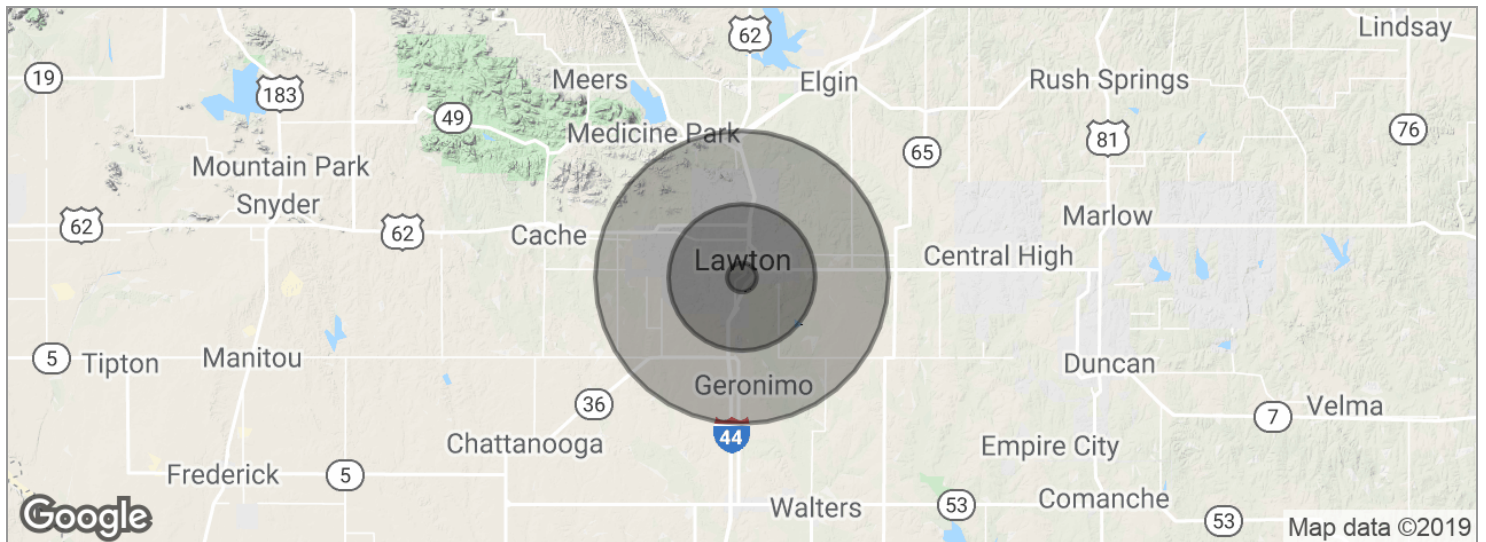 Lindsay
62
19
Meers
Elgin
Rush Springs
183
49
Medicine Park
81
76
65
Mountain Park
Snyder
Marlow
62
62
Cache
Lawton
Central High
5
Tipton
Manitou
Duncan
Geronimo
36
7
Velma
44
Chattanooga
Empire City
Frederick
5
Walters
53
Comanche
53
Google
Map data ©2019